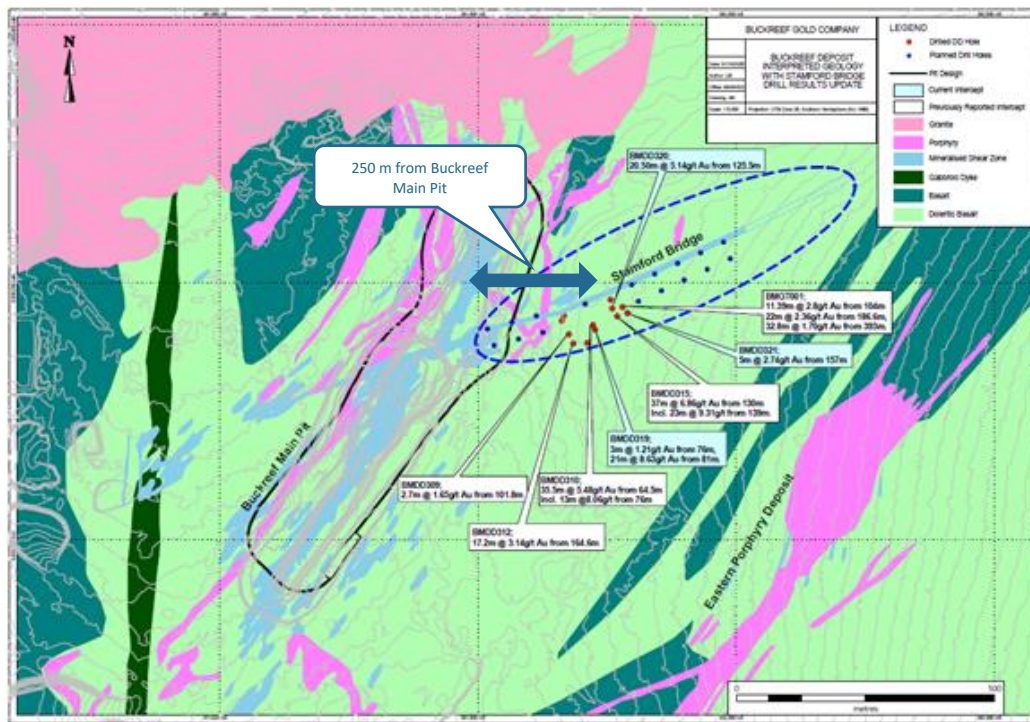 N
250 m from Buckreef
Main Pit
BUCKREEF GOLD COMPANY
BUCKREEF DEPOSIT
INTERPRETED GEOLOGY
WITH STAMFORD BRIDGE
DRILL RESULTS UPDATE
LEGEND
Drilled DD Hole
Planned Drill Holes
Pit Design
Current Intercept
Previously Reported Intercept
Granite
Porphyry
Mineralised Shear Zone
Gabbroic Dyke
Basalt
Doleritic Basalt
BMDD320;
20.50m @ 5.14g/t Au from 125.5m
Stamford Bridge
BMGT001;
11.39m @ 2.8g/t Au from 104m
22m @ 2.36g/t Au from 186.6m,
32.8m @ 1.70g/t Au from 393m
BMDD321;
5m @ 2.74g/t Au from 157m
BMDD315;
37m @ 6.86g/t Au from 130m
Incl. 23m @ 9.31g/t from 139m
BMDD319;
3m @ 1.21g/t Au from 76m,
21m @ 8.63g/t Au from 81m
BMDD310;
35.5m @ 5.48g/t Au from 64.5m
Incl. 13m @8.06g/t from 76m
BMDD309;
2.7m @ 1.65g/t Au from 101.8m
BMDD312;
17.2m @ 3.14g/t Au from 164.6m
Buckreef Main Pit
Eastern Porphyry Deposit
0 500
metres